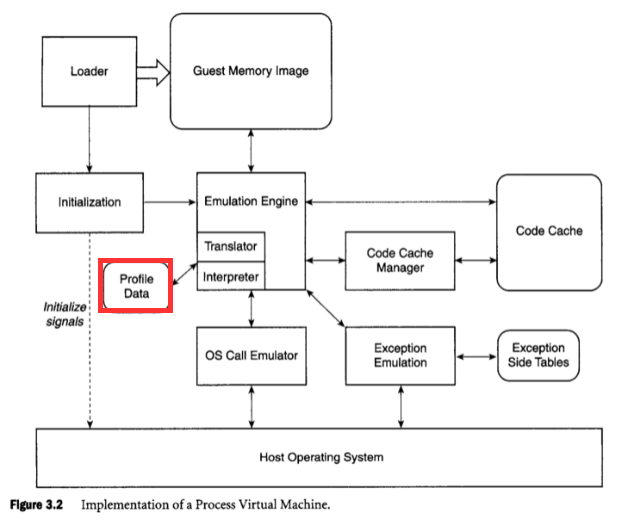 Loader
Guest Memory Image
Initialization
Emulation Engine
Translator
Interpreter
Code Cache
Manager
Code Cache
Profile
Data
Initialize
signals
OS Call Emulator
Exception
Emulation
Exception
Side Tables
Host Operating System
Figure 3.2 Implementation of a Process Virtual Machine.